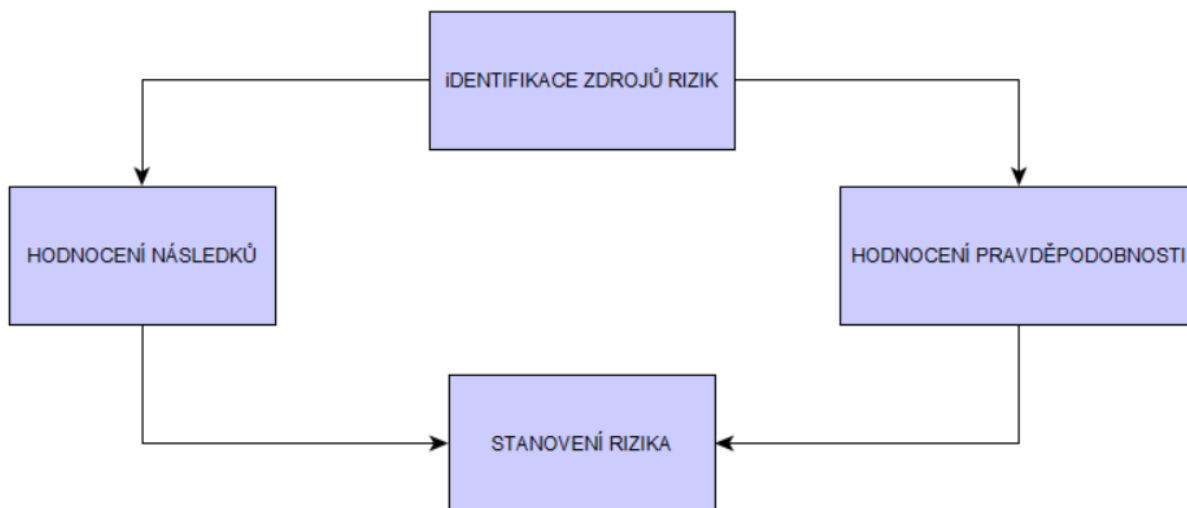 iDENTIFIKACE ZDROJŮ RIZIK
HODNOCENÍ NÁSLEDKŮ
HODNOCENÍ PRAVDĚPODOBNOSTI
STANOVENÍ RIZIKA